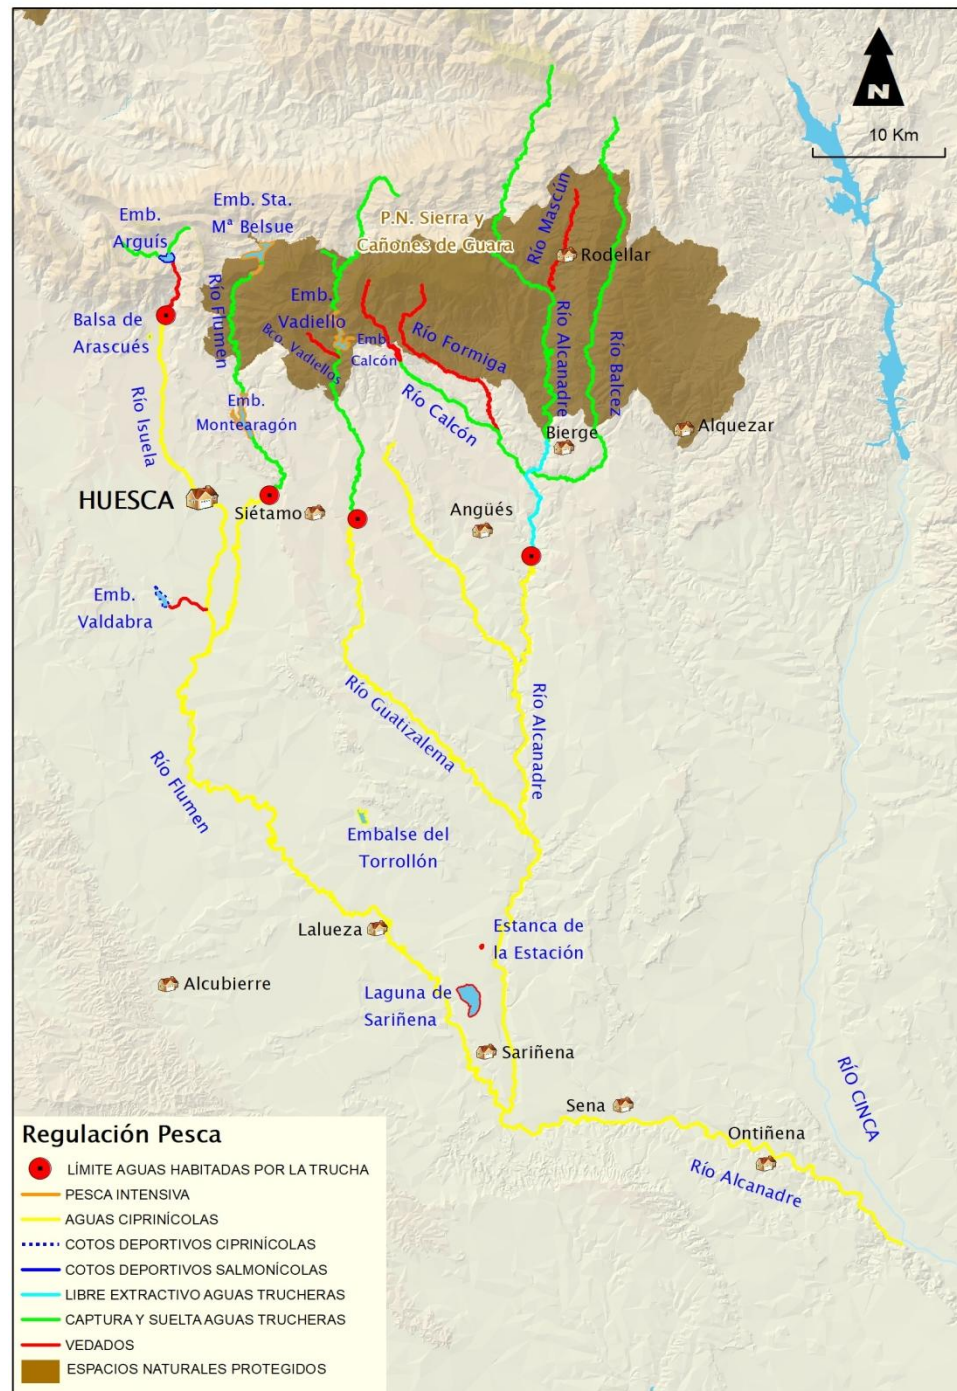 N
10 Km
Emb. Sta.
Mª Belsue
Emb.
Arguís
P.N. Sierra y
Cañones de Guara
Río Mascún
Rodellar
Río Flumen
Emb.
Vadiello
Balsa de
Arascués
Bco. Vadiellos
Emb.
Calcón
Río Formiga
Río Alcanadre
Río Balcez
Río Isuela
Emb.
Montearagón
Río Calcón
Bierge
Alquezar
HUESCA
Siétamo
Angüés
Emb.
Valdabra
Río Guatizalema
Río Alcanadre
Río Flumen
Embalse del
Torrollón
Lalueza
Estanca de
la Estación
Alcubierre
Laguna de
Sariñena
Sariñena
RÍO CINCA
Sena
Ontiñena
Río Alcanadre
Regulación Pesca
LÍMITE AGUAS HABITADAS POR LA TRUCHA
PESCA INTENSIVA
AGUAS CIPRINÍCOLAS
COTOS DEPORTIVOS CIPRINÍCOLAS
COTOS DEPORTIVOS SALMONÍCOLAS
LIBRE EXTRACTIVO AGUAS TRUCHERAS
CAPTURA Y SUELTA AGUAS TRUCHERAS
VEDADOS
ESPACIOS NATURALES PROTEGIDOS